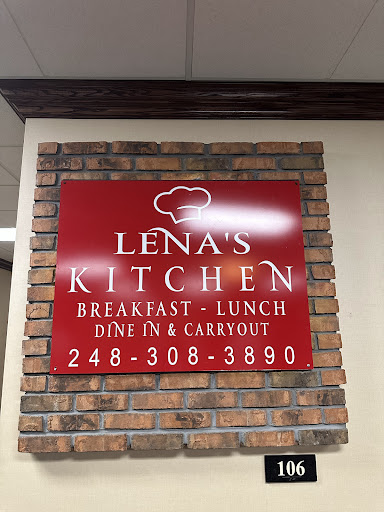 LENA'S
KITCHEN
BREAKFAST - LUNCH
DINE IN & CARRYOUT
248-308-3890
106